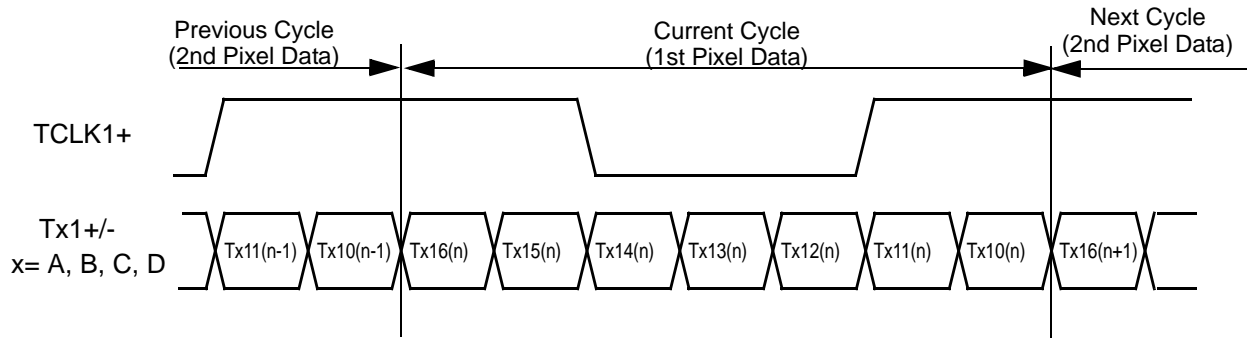 Previous Cycle
(2nd Pixel Data)
Current Cycle
(1st Pixel Data)
Next Cycle
(2nd Pixel Data)
TCLK1+
Tx1+/-
x= A, B, C, D
Tx11(n-1) Tx10(n-1) Tx16(n) Tx15(n) Tx14(n) Tx13(n) Tx12(n) Tx11(n) Tx10(n) Tx16(n+1)